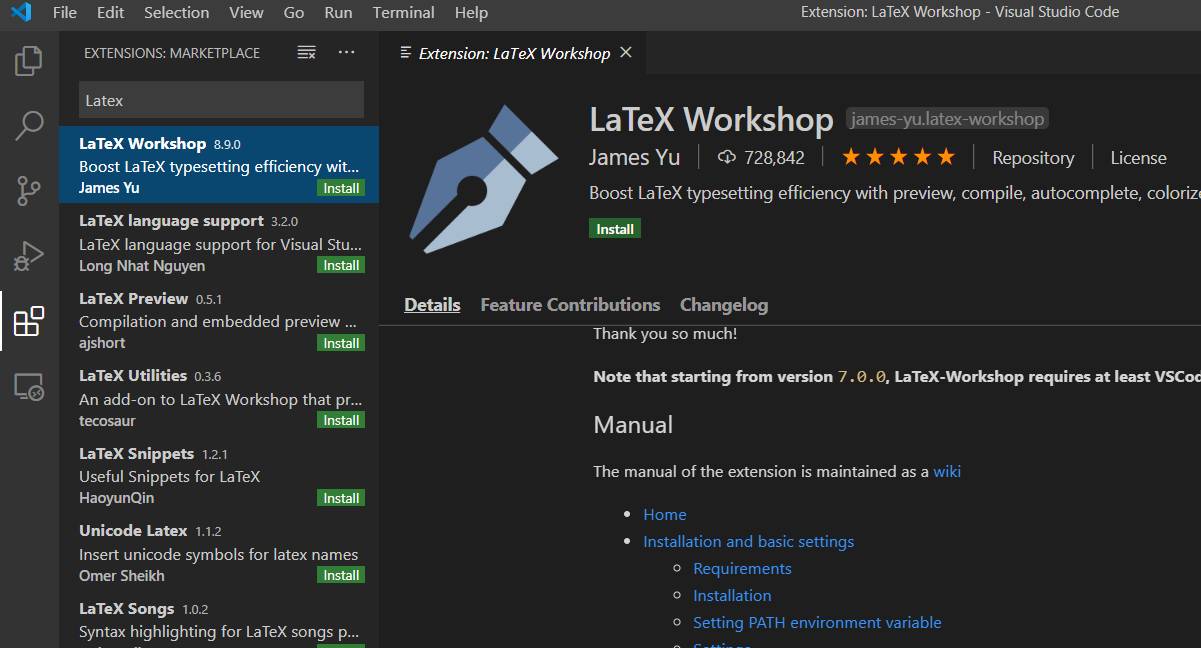 File Edit Selection View Go Run Terminal Help
Extension: LaTeX Workshop - Visual Studio Code
EXTENSIONS: MARKETPLACE
Latex
LaTeX Workshop 8.9.0
Boost LaTeX typesetting efficiency wit...
James Yu Install
LaTeX language support 3.2.0
LaTeX language support for Visual Stu...
Long Nhat Nguyen Install
LaTeX Preview 0.5.1
Compilation and embedded preview ...
ajshort Install
LaTeX Utilities 0.3.6
An add-on to LaTeX Workshop that pr...
tecosaur Install
LaTeX Snippets 1.2.1
Useful Snippets for LaTeX
HaoyunQin Install
Unicode Latex 1.1.2
Insert unicode symbols for latex names
Omer Sheikh Install
LaTeX Songs 1.0.2
Syntax highlighting for LaTeX songs p...
Extension: LaTeX Workshop
LaTeX Workshop james-yu.latex-workshop
James Yu 728,842 Repository License
Boost LaTeX typesetting efficiency with preview, compile, autocomplete, colorize
Install
Details Feature Contributions Changelog
Thank you so much!
Note that starting from version 7.0.0, LaTeX-Workshop requires at least VSCod
Manual
The manual of the extension is maintained as a wiki
Home
Installation and basic settings
Requirements
Installation
Setting PATH environment variable